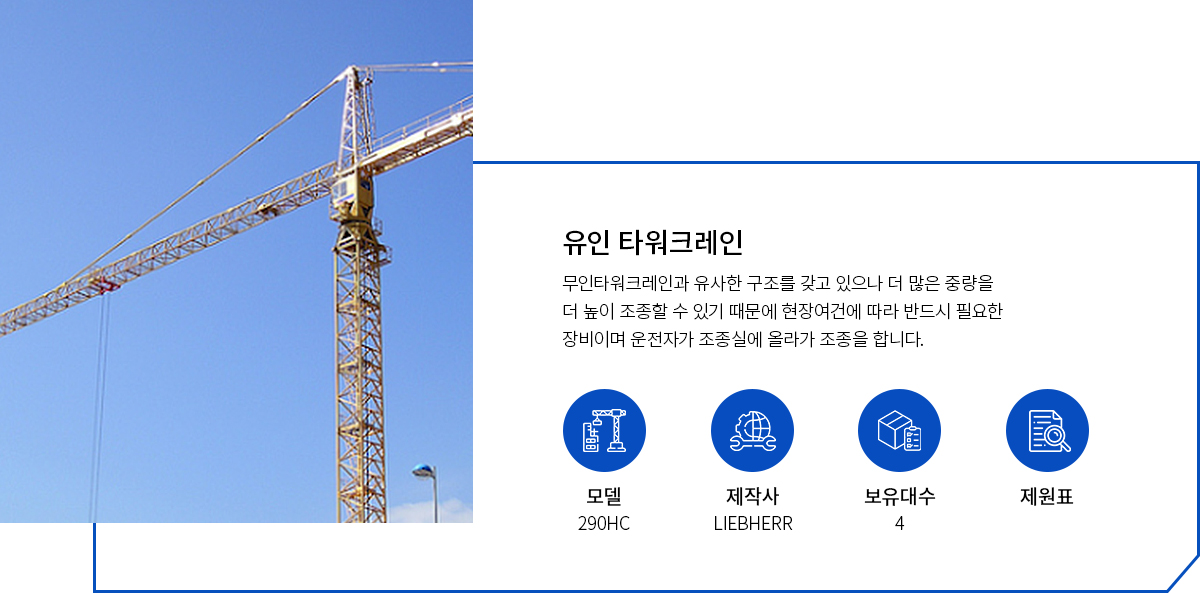 유인 타워크레인
무인타워크레인과 유사한 구조를 갖고 있으나 더 많은 중량을
더 높이 조종할 수 있기 때문에 현장여건에 따라 반드시 필요한
장비이며 운전자가 조종실에 올라가 조종을 합니다.
모델
290HC
제작사
LIEBHERR
보유대수
4
제원표